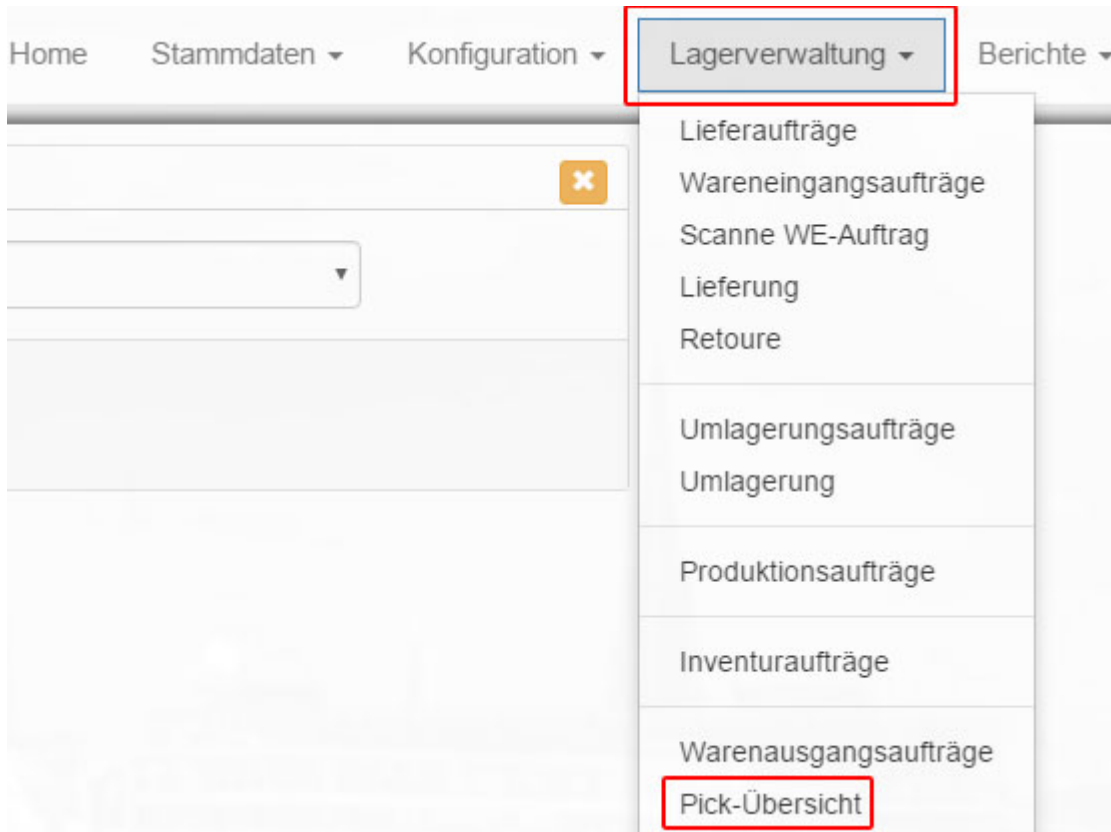 Home Stammdaten Konfiguration Lagerverwaltung Berichte
Lieferaufträge
Wareneingangsaufträge
Scanne WE-Auftrag
Lieferung
Retoure
Umlagerungsaufträge
Umlagerung
Produktionsaufträge
Inventuraufträge
Warenausgangsaufträge
Pick-Übersicht